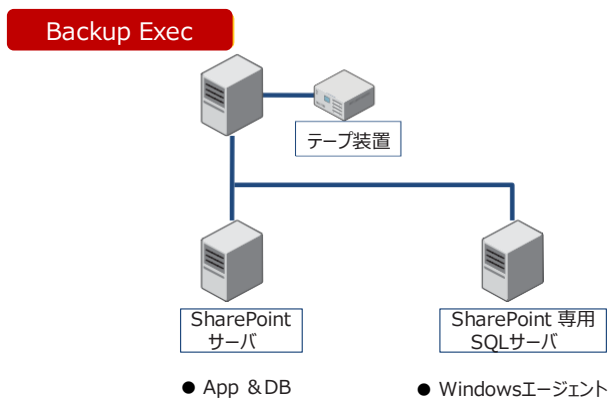 Backup Exec
テープ装置
SharePoint
サーバ
SharePoint 専用
SQLサーバ
● App ＆DB
● Windowsエージェント